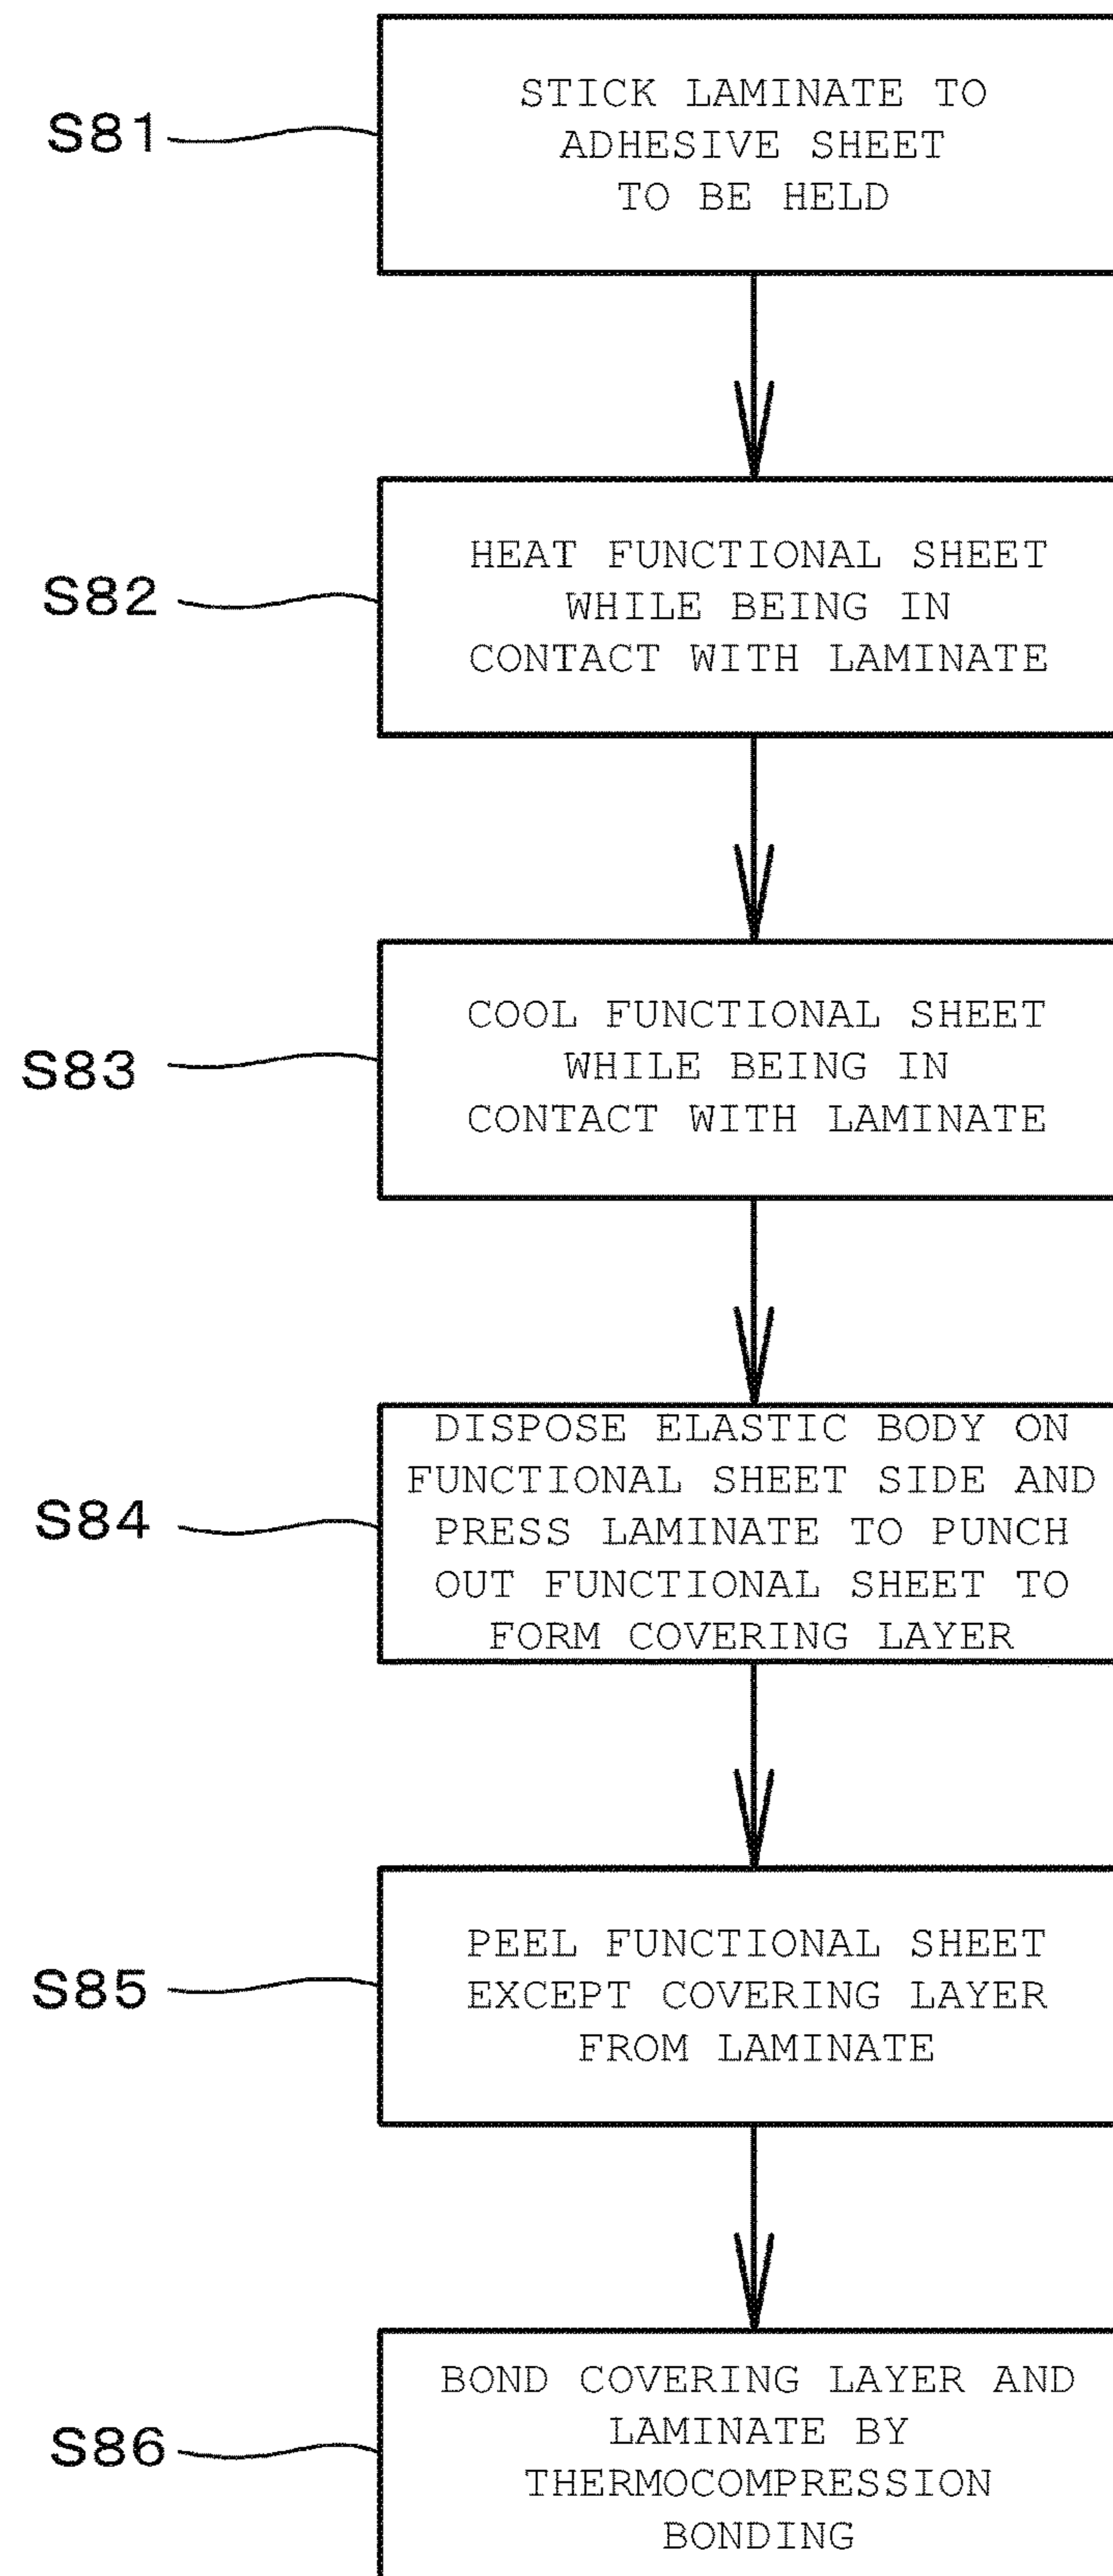 S81
STICK LAMINATE TO
ADHESIVE SHEET
TO BE HELD
S82
HEAT FUNCTIONAL SHEET
WHILE BEING IN
CONTACT WITH LAMINATE
S83
COOL FUNCTIONAL SHEET
WHILE BEING IN
CONTACT WITH LAMINATE
S84
DISPOSE ELASTIC BODY ON
FUNCTIONAL SHEET SIDE AND
PRESS LAMINATE TO PUNCH
OUT FUNCTIONAL SHEET TO
FORM COVERING LAYER
S85
PEEL FUNCTIONAL SHEET
EXCEPT COVERING LAYER
FROM LAMINATE
S86
BOND COVERING LAYER AND
LAMINATE BY
THERMOCOMPRESSION
BONDING